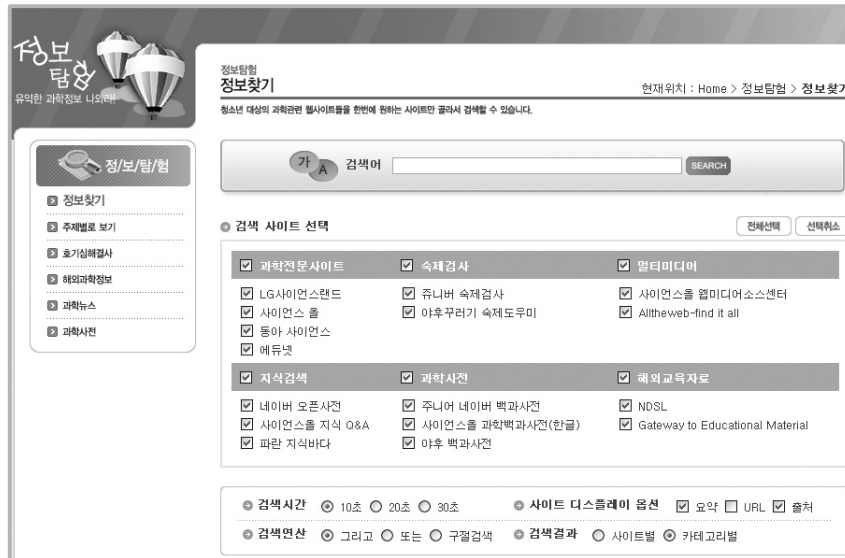 정보
탐험
유익한 과학정보 나와라!
정보탐험
정보찾기
현재위치 : Home > 정보탐험 > 정보찾기
청소년 대상의 과학관련 웹사이트들을 한번에 원하는 사이트만 골라서 검색할 수 있습니다.
정/보/탐/험
정보찾기
주제별로 보기
호기심해결사
해외과학정보
과학뉴스
과학사전
가 A 검색어 SEARCH
검색 사이트 선택 전체선택 선택취소
과학전문사이트 숙제검사 멀티미디어
LG사이언스랜드 쥬니버 숙제검사 사이언스올 웹미디어소스센터
사이언스 올 야후꾸러기 숙제도우미 Alltheweb-find it all
동아 사이언스
에듀넷
지식검색 과학사전 해외교육자료
네이버 오픈사전 주니어 네이버 백과사전 NDSL
사이언스올 지식 Q&A 사이언스올 과학백과사전(한글) Gateway to Educational Material
파란 지식바다 야후 백과사전
검색시간 10초 20초 30초 사이트 디스플레이 옵션 요약 URL 출처
검색연산 그리고 또는 구절검색 검색결과 사이트별 카테고리별